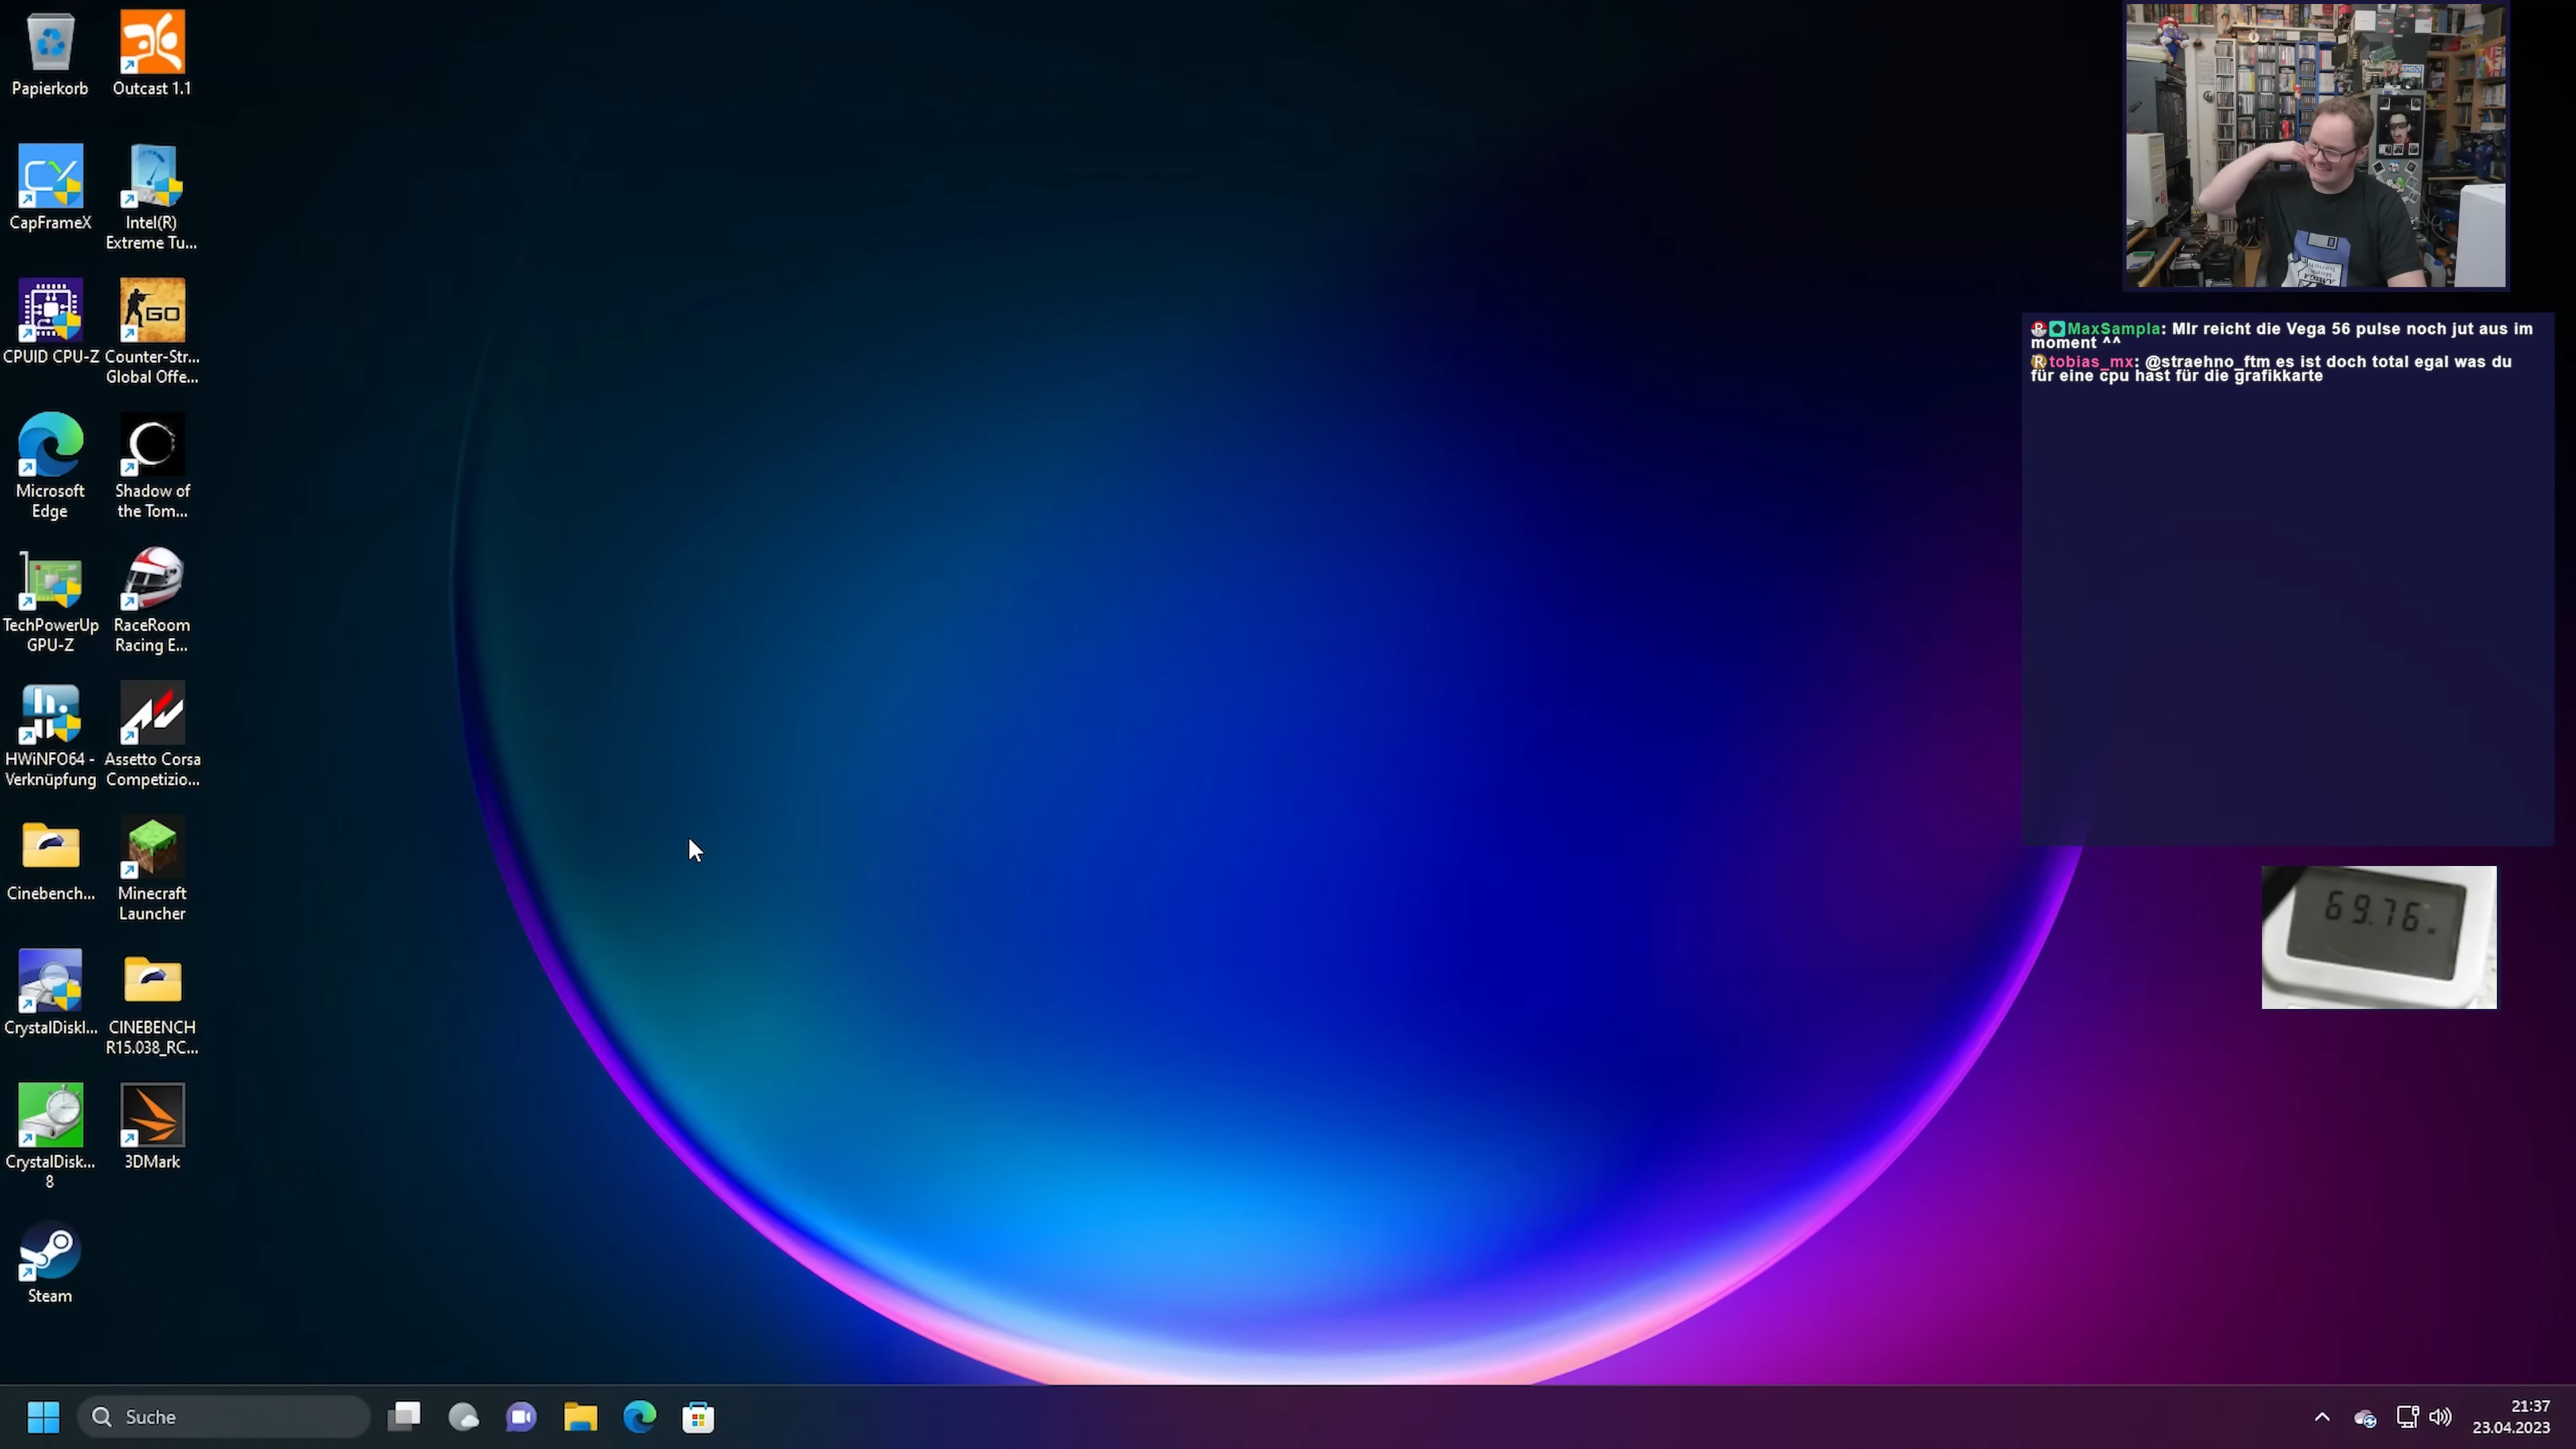 Papierkorb
Outcast 1.1
CapFrameX
Intel(R)
Extreme Tu...
CPUID CPU-Z
GO
Counter-Str...
Global Offe...
Microsoft
Edge
Shadow of
the Tom...
TechPowerUp
GPU-Z
RaceRoom
Racing E...
HWiNFO64 -
Verknüpfung
Assetto Corsa
Competizio...
Cinebench...
Minecraft
Launcher
CrystalDiskI...
CINEBENCH
R15.038_RC...
CrystalDisk...
8
3DMark
Steam
AMD
MaxSampla: MIr reicht die Vega 56 pulse noch jut aus im
moment ^^
tobias_mx: @straehno_ftm es ist doch total egal was du
für eine cpu hast für die grafikkarte
69.76
Suche
21:37
23.04.2023